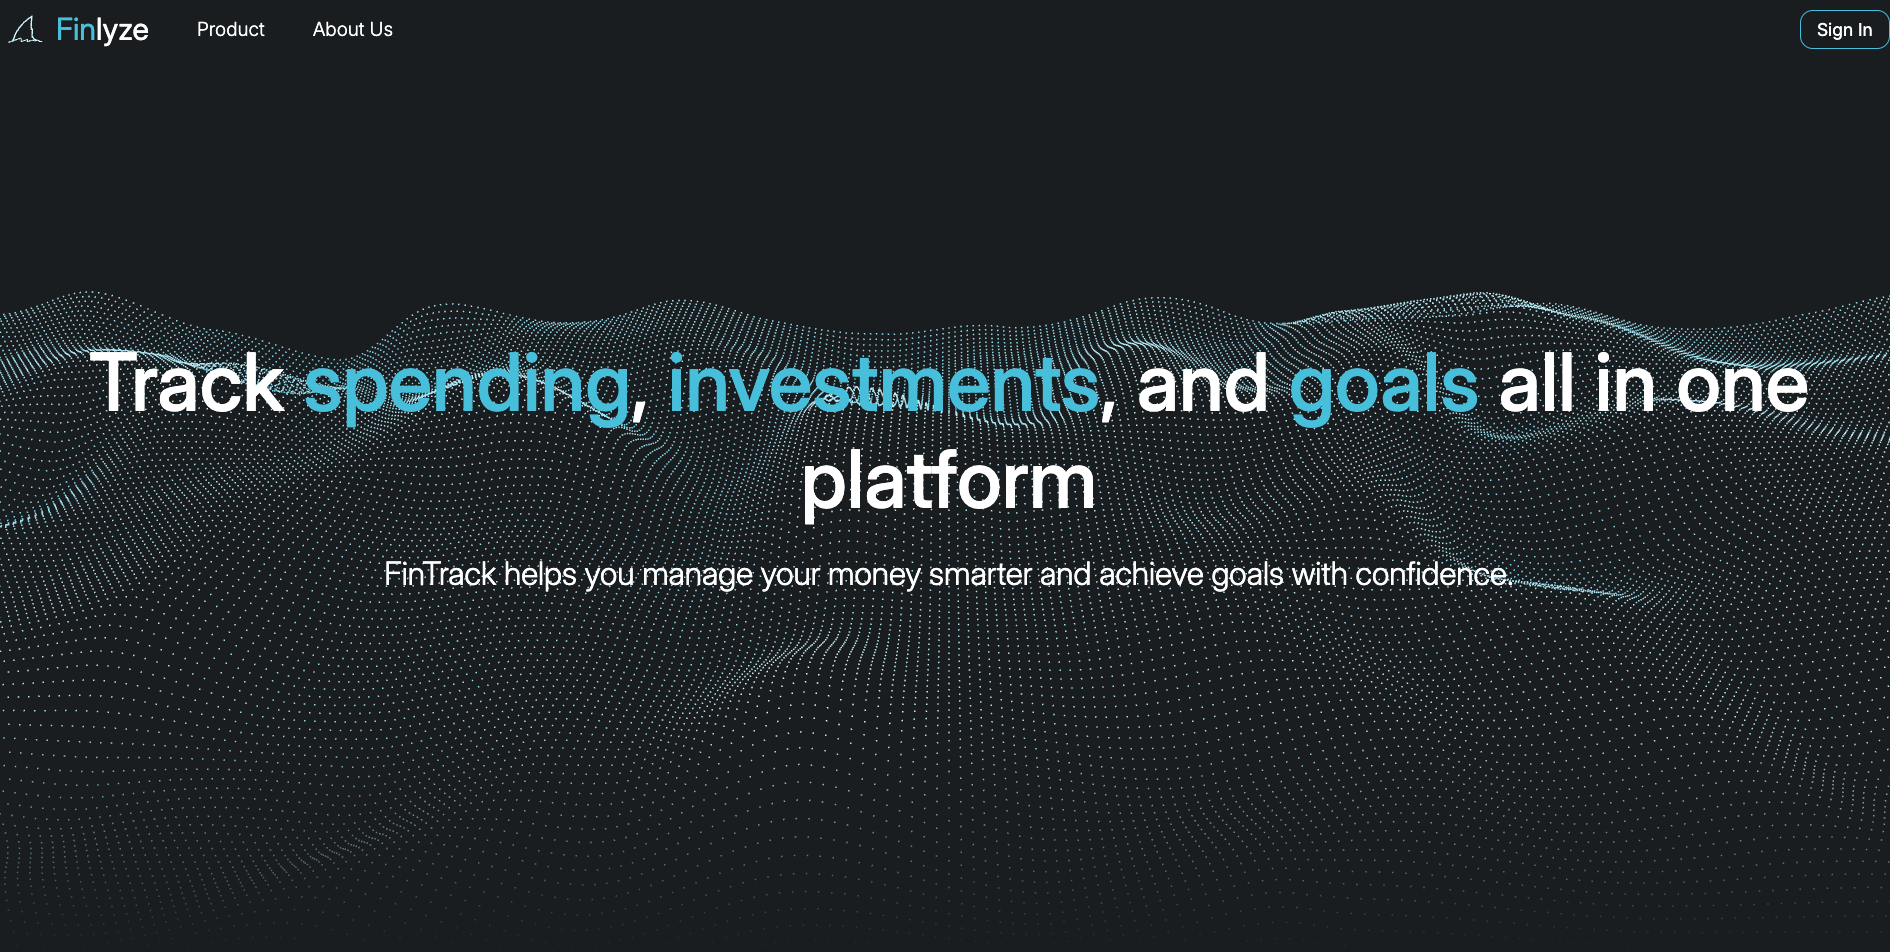 Finlyze Product About Us Sign In
Track spending, investments, and goals all in one
platform
FinTrack helps you manage your money smarter and achieve goals with confidence.